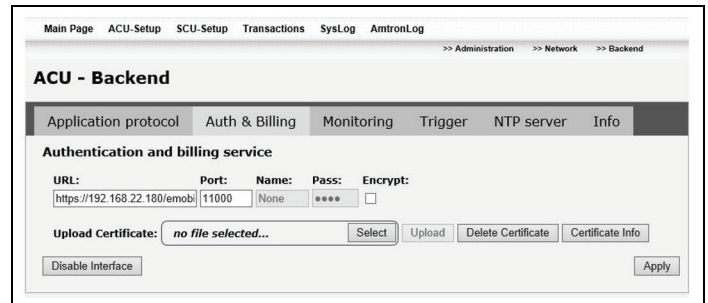 Main Page ACU-Setup SCU-Setup Transactions SysLog AmtronLog
>> Administration >> Network >> Backend
ACU - Backend
Application protocol Auth & Billing Monitoring Trigger NTP server Info
Authentication and billing service
URL: Port: Name: Pass: Encrypt:
https://192.168.22.180/emobi 11000 None ••••
Upload Certificate: no file selected... Select Upload Delete Certificate Certificate Info
Disable Interface Apply